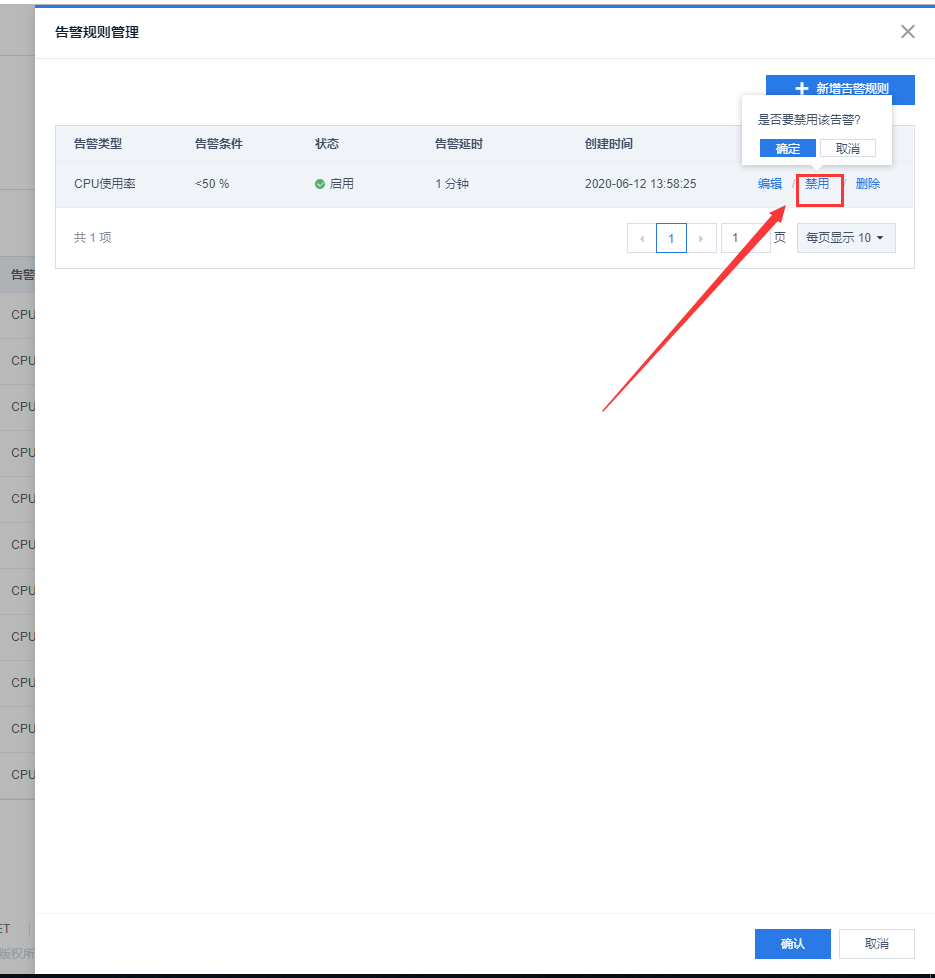 告警规则管理
新增告警规则
是否要禁用该告警?
确定 取消
告警类型 告警条件 状态 告警延时 创建时间
CPU使用率 <50 % 启用 1 分钟 2020-06-12 13:58:25 编辑 / 禁用 / 删除
共 1 项 1 1 页 每页显示 10
告警
CPU
CPU
CPU
CPU
CPU
CPU
CPU
CPU
CPU
CPU
CPU
ET
版权所
确认 取消